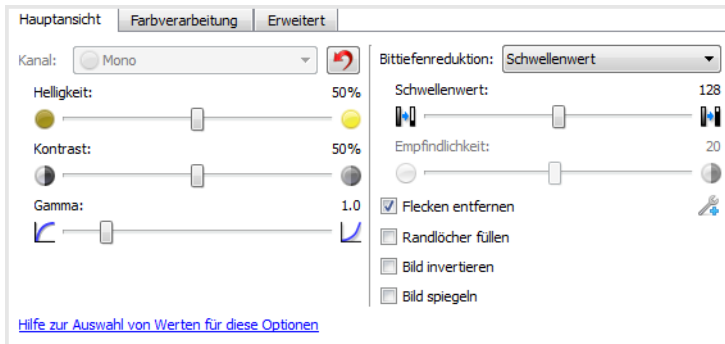 Hauptansicht Farbverarbeitung Erweitert
Kanal: Mono
Helligkeit: 50%
Kontrast: 50%
Gamma: 1.0
Bittiefenreduktion: Schwellenwert
Schwellenwert: 128
Empfindlichkeit: 20
Flecken entfernen
Randlöcher füllen
Bild invertieren
Bild spiegeln
Hilfe zur Auswahl von Werten für diese Optionen